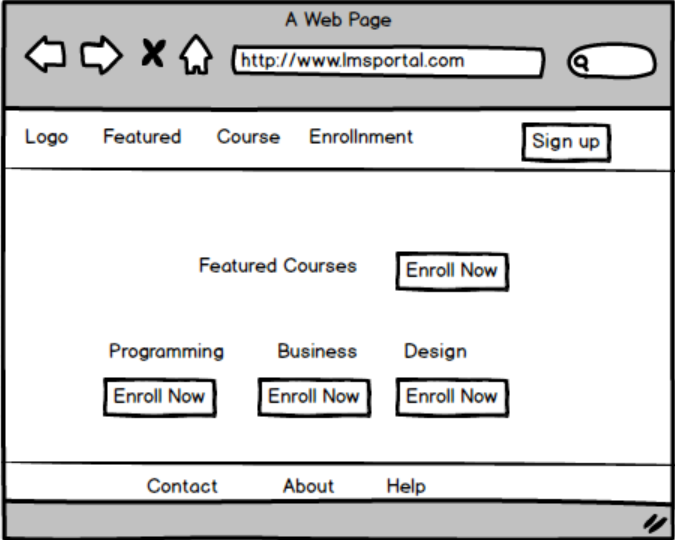 A Web Page
http://www.lmsportal.com
Logo Featured Course Enrollnment Sign up
Featured Courses Enroll Now
Programming Business Design
Enroll Now Enroll Now Enroll Now
Contact About Help